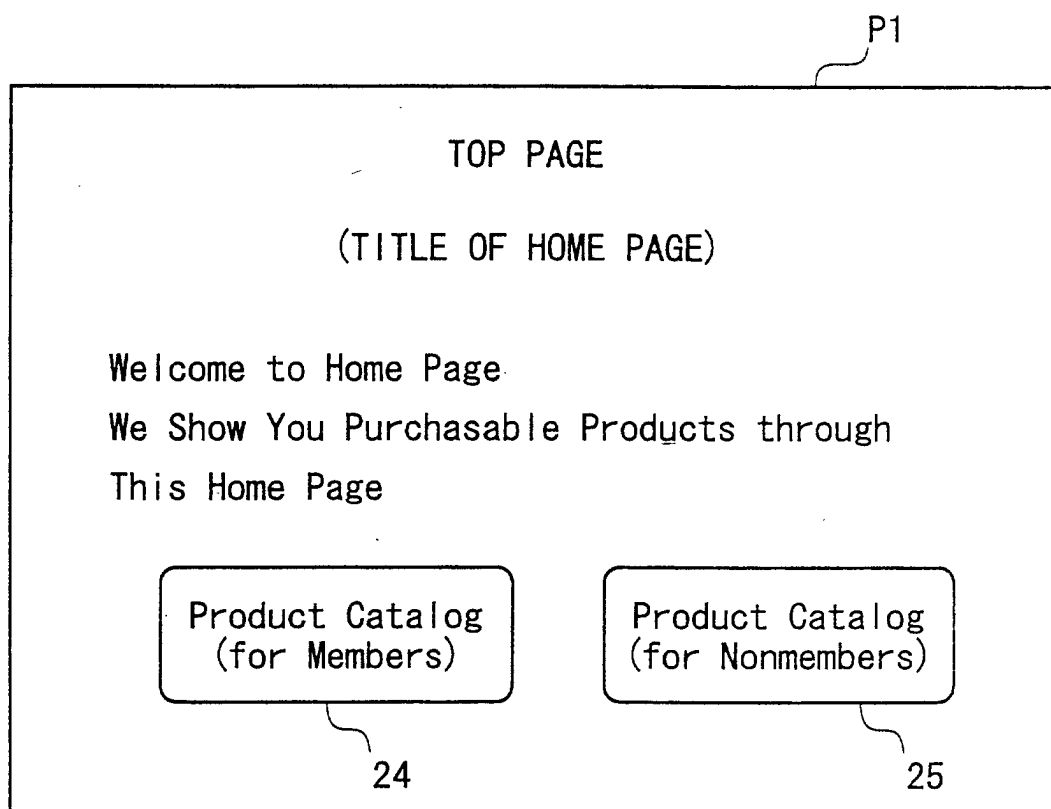 P1
TOP PAGE
(TITLE OF HOME PAGE)
Welcome to Home Page
We Show You Purchasable Products through
This Home Page
Product Catalog
(for Members)
Product Catalog
(for Nonmembers)
24
25